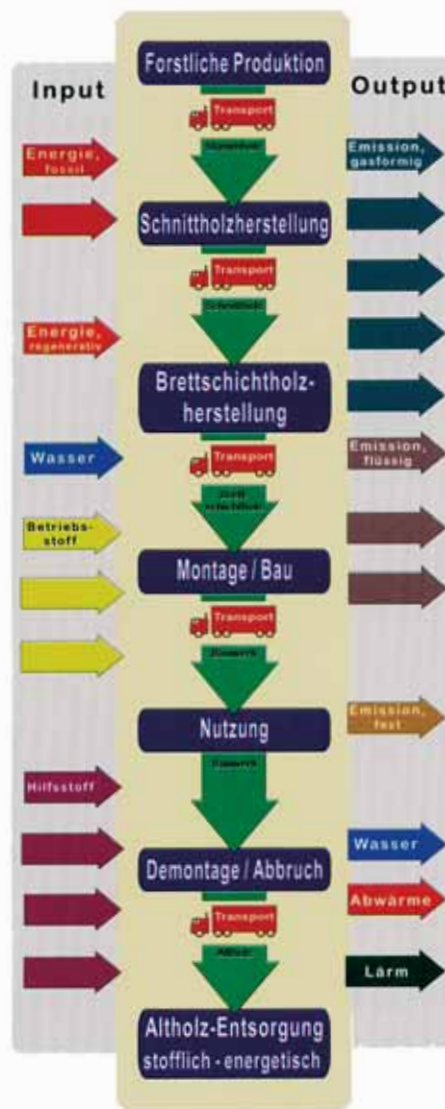 Input
Energie,
fossil
Energie,
regenerativ
Wasser
Betriebs-
stoff
Hilfsstoff
Forstliche Produktion
Transport
Schnittholzherstellung
Transport
Schnittholz
Brettschichtholz-
herstellung
Transport
Brett
schichtholz
Montage / Bau
Transport
Bauwerk
Nutzung
Bauwerk
Demontage / Abbruch
Transport
Altholz-Entsorgung
stofflich - energetisch
Output
Emission,
gasförmig
Emission,
flüssig
Emission,
fest
Wasser
Abwärme
Lärm